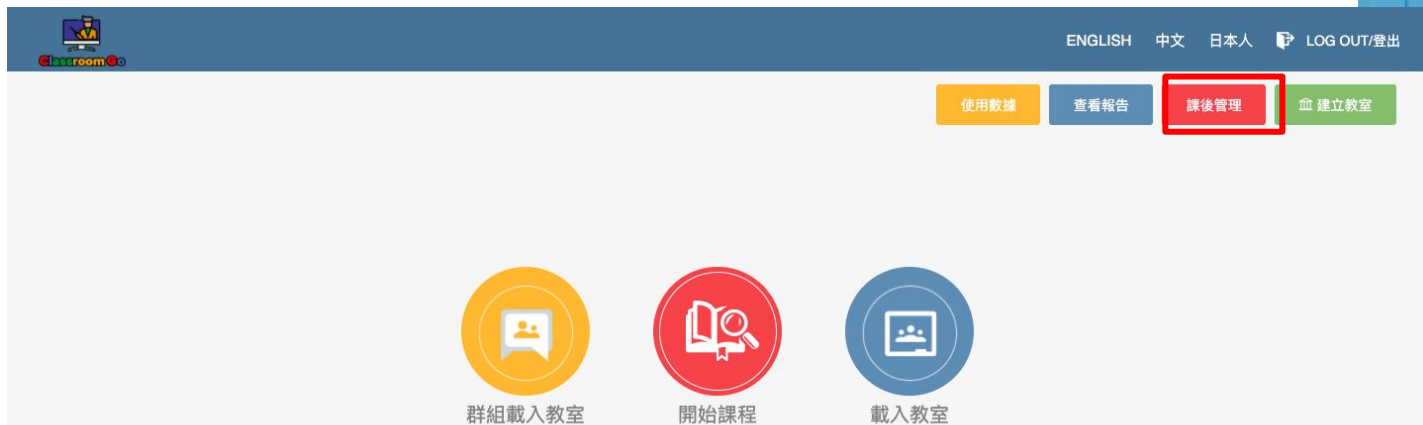 ClassroomGo
ENGLISH 中文 日本人 LOG OUT/登出
使用數據 查看報告 課後管理 建立教室
群組載入教室 開始課程 載入教室